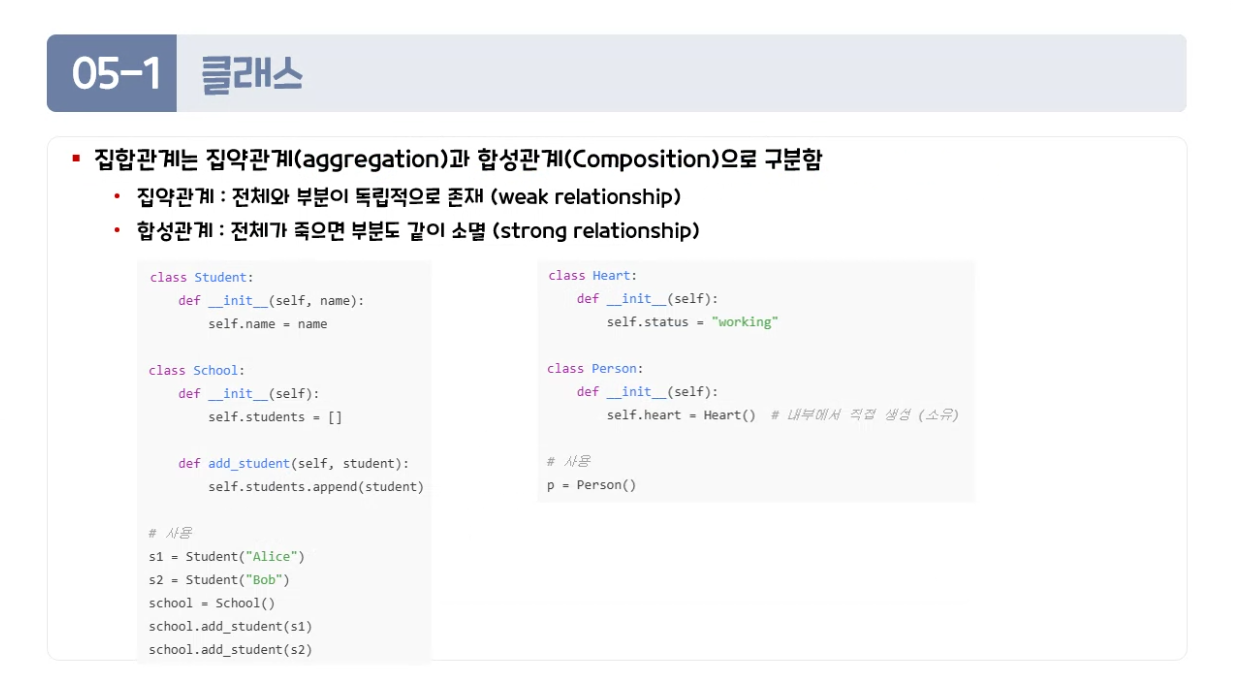 05-1 클래스
집합관계는 집약관계(aggregation)과 합성관계(Composition)으로 구분함
집약관계 : 전체와 부분이 독립적으로 존재 (weak relationship)
합성관계 : 전체가 죽으면 부분도 같이 소멸 (strong relationship)
class Student:
    def __init__(self, name):
        self.name = name

class School:
    def __init__(self):
        self.students = []

    def add_student(self, student):
        self.students.append(student)

# 사용
s1 = Student("Alice")
s2 = Student("Bob")
school = School()
school.add_student(s1)
school.add_student(s2)

class Heart:
    def __init__(self):
        self.status = "working"

class Person:
    def __init__(self):
        self.heart = Heart()  # 내부에서 직접 생성 (소유)

# 사용
p = Person()